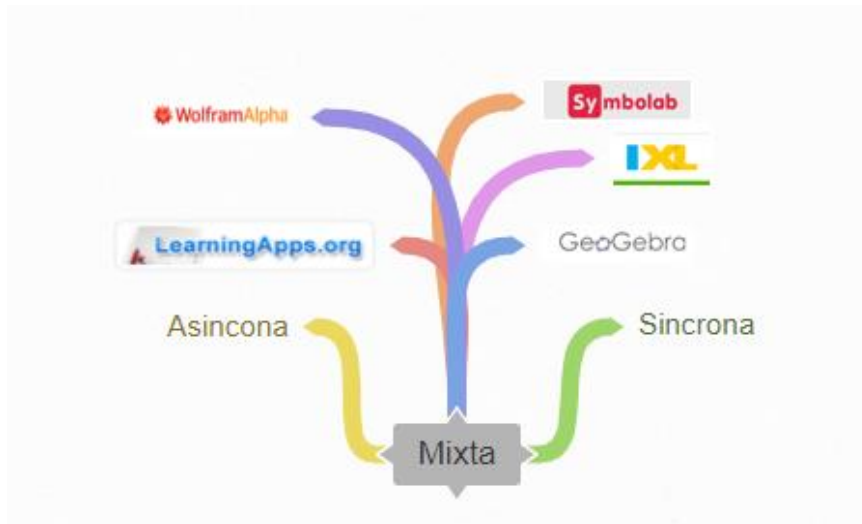 WolframAlpha
Symbolab
IXL
LearningApps.org
GeoGebra
Asincona
Sincrona
Mixta